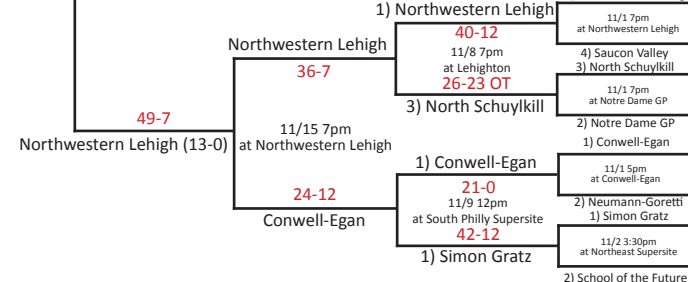 1) Northwestern Lehigh
11/1 7pm
at Northwestern Lehigh
40-12
Northwestern Lehigh
11/8 7pm
at Lehighton
4) Saucon Valley
3) North Schuylkill
36-7
26-23 OT
11/1 7pm
at Notre Dame GP
3) North Schuylkill
49-7
2) Notre Dame GP
Northwestern Lehigh (13-0)
11/15 7pm
at Northwestern Lehigh
1) Conwell-Egan
1) Conwell-Egan
11/1 5pm
at Conwell-Egan
24-12
21-0
11/9 12pm
at South Philly Supersite
2) Neumann-Goretti
1) Simon Gratz
Conwell-Egan
42-12
11/2 3:30pm
at Northeast Supersite
1) Simon Gratz
2) School of the Future